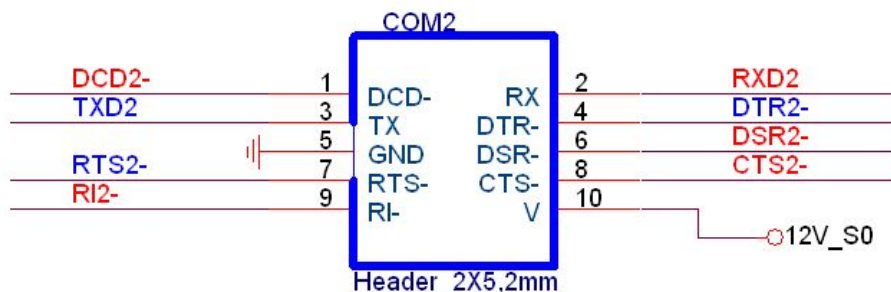 COM2
DCD2- 1 DCD- RX 2 RXD2
TXD2 3 TX DTR- 4 DTR2-
5 GND DSR- 6 DSR2-
RTS2- 7 RTS- CTS- 8 CTS2-
RI2- 9 RI- V 10
12V_S0
Header 2X5,2mm